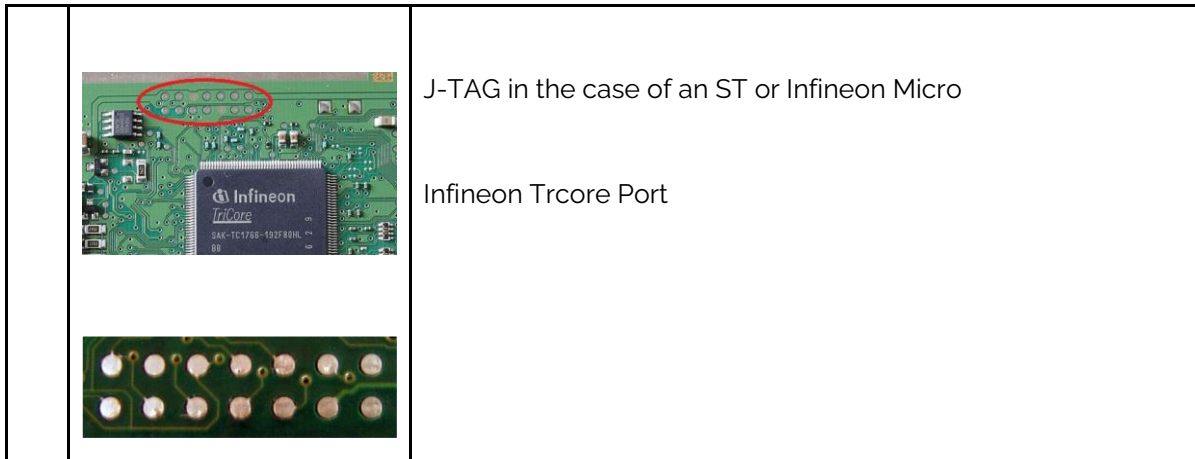 J-TAG in the case of an ST or Infineon Micro
Infineon Trcore Port
Infineon
TriCore
SAK-TC1766-192F80HL